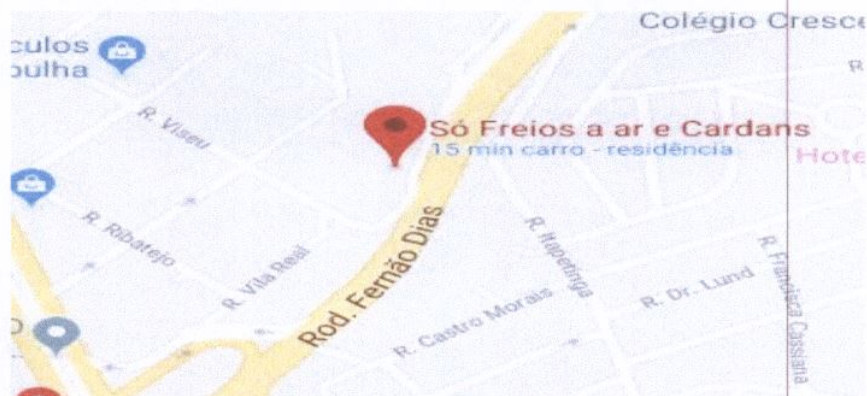 Colégio Cresce
culos
pulha
R. Viseu
Só Freios a ar e Cardans
15 min carro - residência
Hote
R. Ribatejo
R. Vila Real
Rod. Fernão Dias
R. Itapetinga
R. Castro Morais
R. Dr. Lund
R. Francisca Cassiana
R